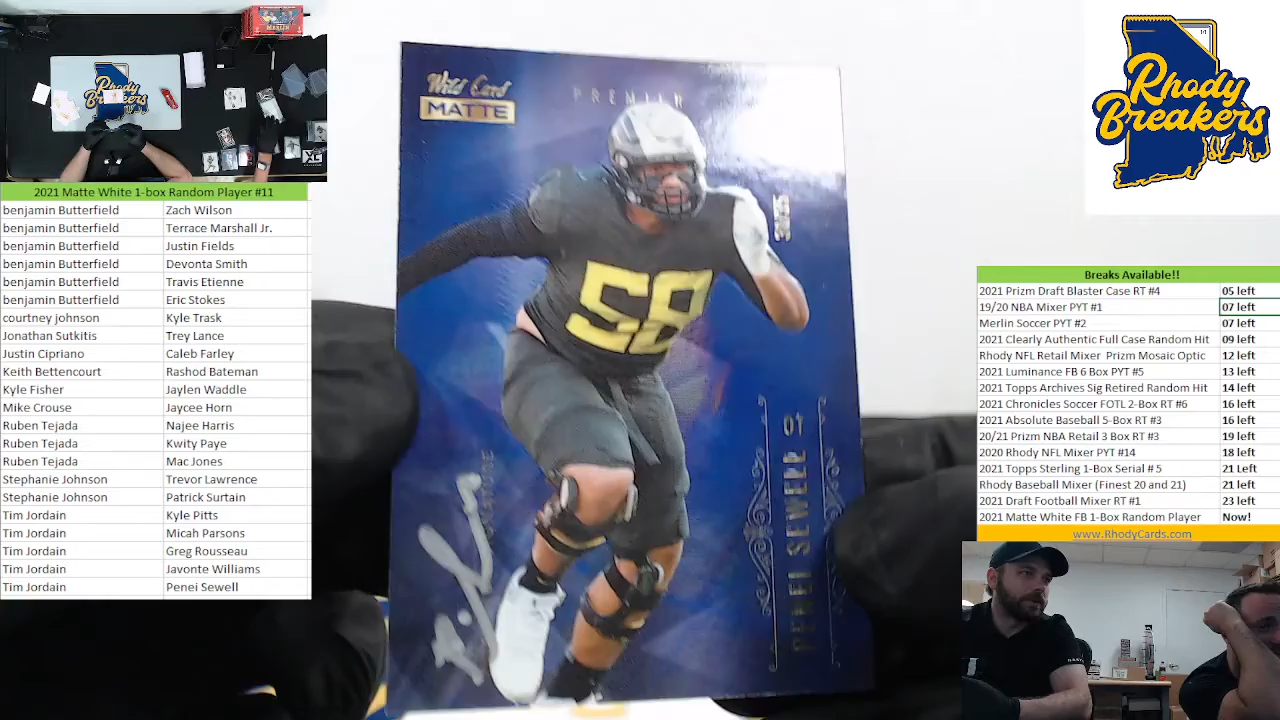 MERLIN
Rhody
Breakers
XL
2021 Matte White 1-box Random Player #11
benjamin Butterfield Zach Wilson
benjamin Butterfield Terrace Marshall Jr.
benjamin Butterfield Justin Fields
benjamin Butterfield Devonta Smith
benjamin Butterfield Travis Etienne
benjamin Butterfield Eric Stokes
courtney johnson Kyle Trask
Jonathan Sutkitis Trey Lance
Justin Cipriano Caleb Farley
Keith Bettencourt Rashod Bateman
Kyle Fisher Jaylen Waddle
Mike Crouse Jaycee Horn
Ruben Tejada Najee Harris
Ruben Tejada Kwity Paye
Ruben Tejada Mac Jones
Stephanie Johnson Trevor Lawrence
Stephanie Johnson Patrick Surtain
Tim Jordain Kyle Pitts
Tim Jordain Micah Parsons
Tim Jordain Greg Rousseau
Tim Jordain Javonte Williams
Tim Jordain Penei Sewell
Wild Card
MATTE
PREMIER
58
PENEI SEWELL OT
1/1
Rhody
Breakers
Breaks Available!!
2021 Prizm Draft Blaster Case RT #4 05 left
19/20 NBA Mixer PYT #1 07 left
Merlin Soccer PYT #2 07 left
2021 Clearly Authentic Full Case Random Hit 09 left
Rhody NFL Retail Mixer Prizm Mosaic Optic 12 left
2021 Luminance FB 6 Box PYT #5 13 left
2021 Topps Archives Sig Retired Random Hit 14 left
2021 Chronicles Soccer FOTL 2-Box RT #6 16 left
2021 Absolute Baseball 5-Box RT #3 16 left
20/21 Prizm NBA Retail 3 Box RT #3 19 left
2020 Rhody NFL Mixer PYT #14 18 left
2021 Topps Sterling 1-Box Serial # 5 21 Left
Rhody Baseball Mixer (Finest 20 and 21) 21 left
2021 Draft Football Mixer RT #1 23 left
2021 Matte White FB 1-Box Random Player Now!
www.RhodyCards.com